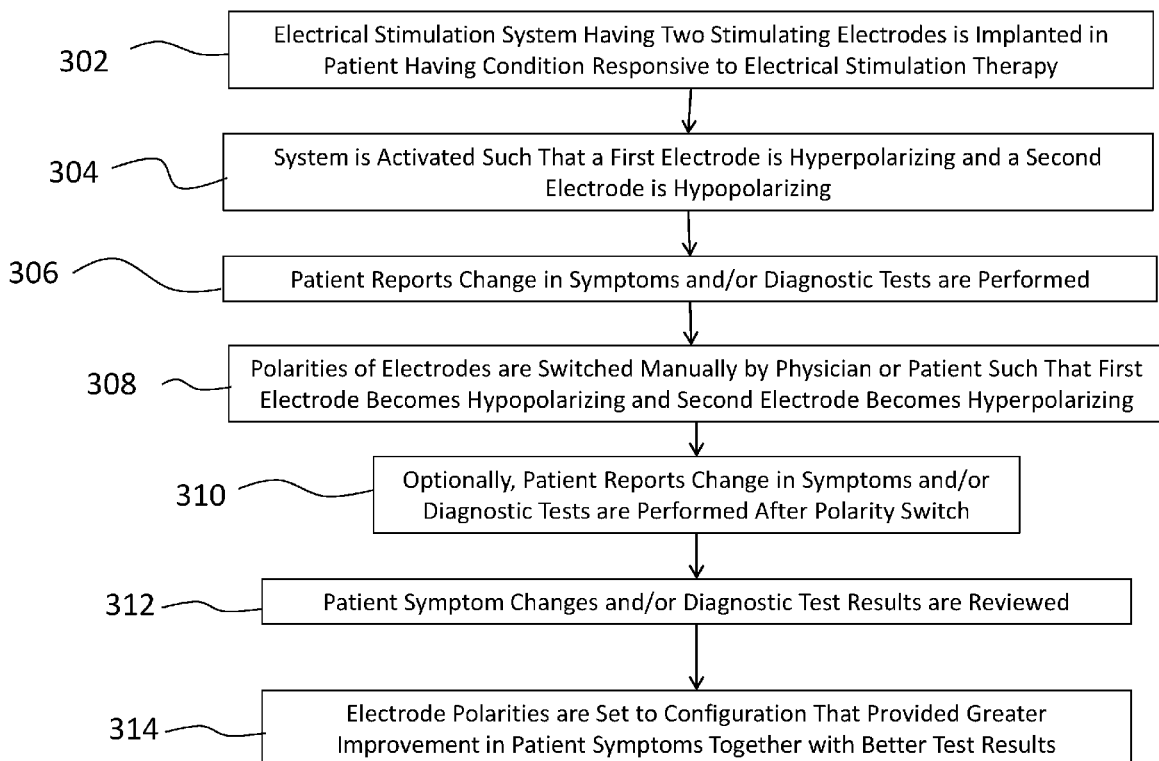 302
Electrical Stimulation System Having Two Stimulating Electrodes is Implanted in
Patient Having Condition Responsive to Electrical Stimulation Therapy
304
System is Activated Such That a First Electrode is Hyperpolarizing and a Second
Electrode is Hypopolarizing
306
Patient Reports Change in Symptoms and/or Diagnostic Tests are Performed
308
Polarities of Electrodes are Switched Manually by Physician or Patient Such That First
Electrode Becomes Hypopolarizing and Second Electrode Becomes Hyperpolarizing
310
Optionally, Patient Reports Change in Symptoms and/or
Diagnostic Tests are Performed After Polarity Switch
312
Patient Symptom Changes and/or Diagnostic Test Results are Reviewed
314
Electrode Polarities are Set to Configuration That Provided Greater
Improvement in Patient Symptoms Together with Better Test Results